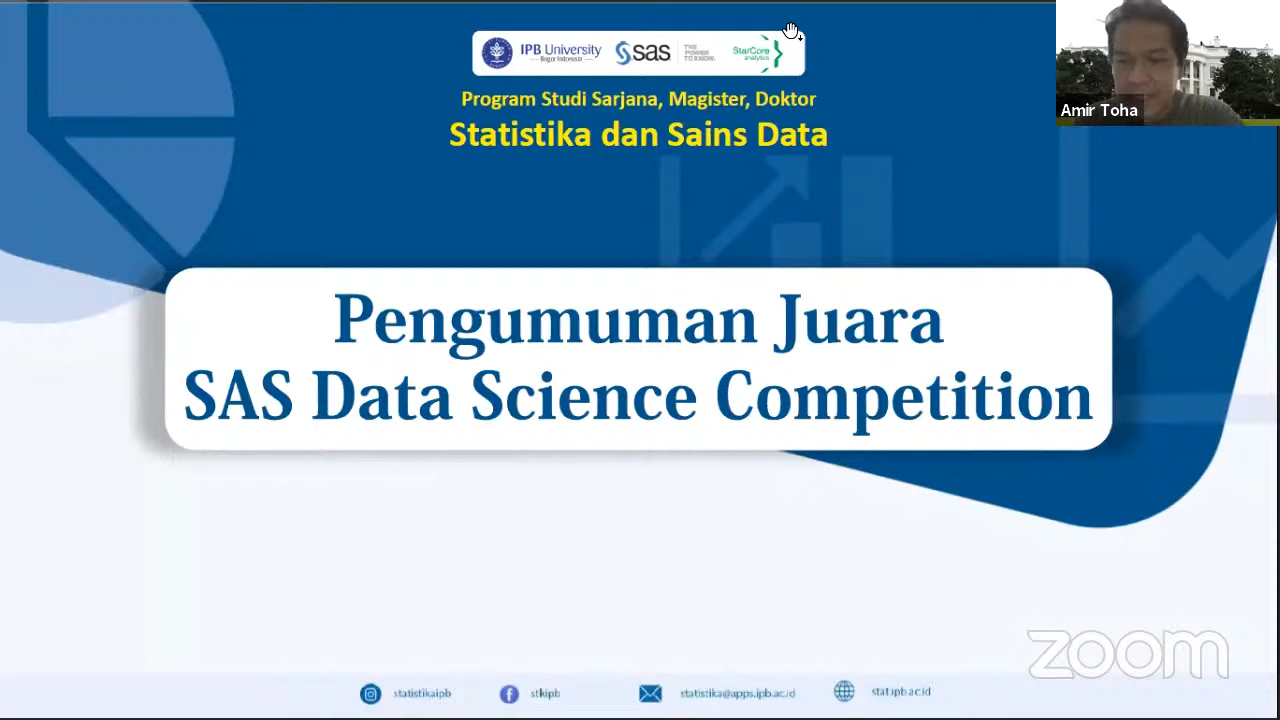 IPB University
Bogor Indonesia
sas
THE
POWER
TO KNOW.
StarCore
analytics
Amir Toha
Program Studi Sarjana, Magister, Doktor
Statistika dan Sains Data
Pengumuman Juara
SAS Data Science Competition
zoom
statistikaipb
stkipb
statistika@apps.ipb.ac.id
stat.ipb.ac.id